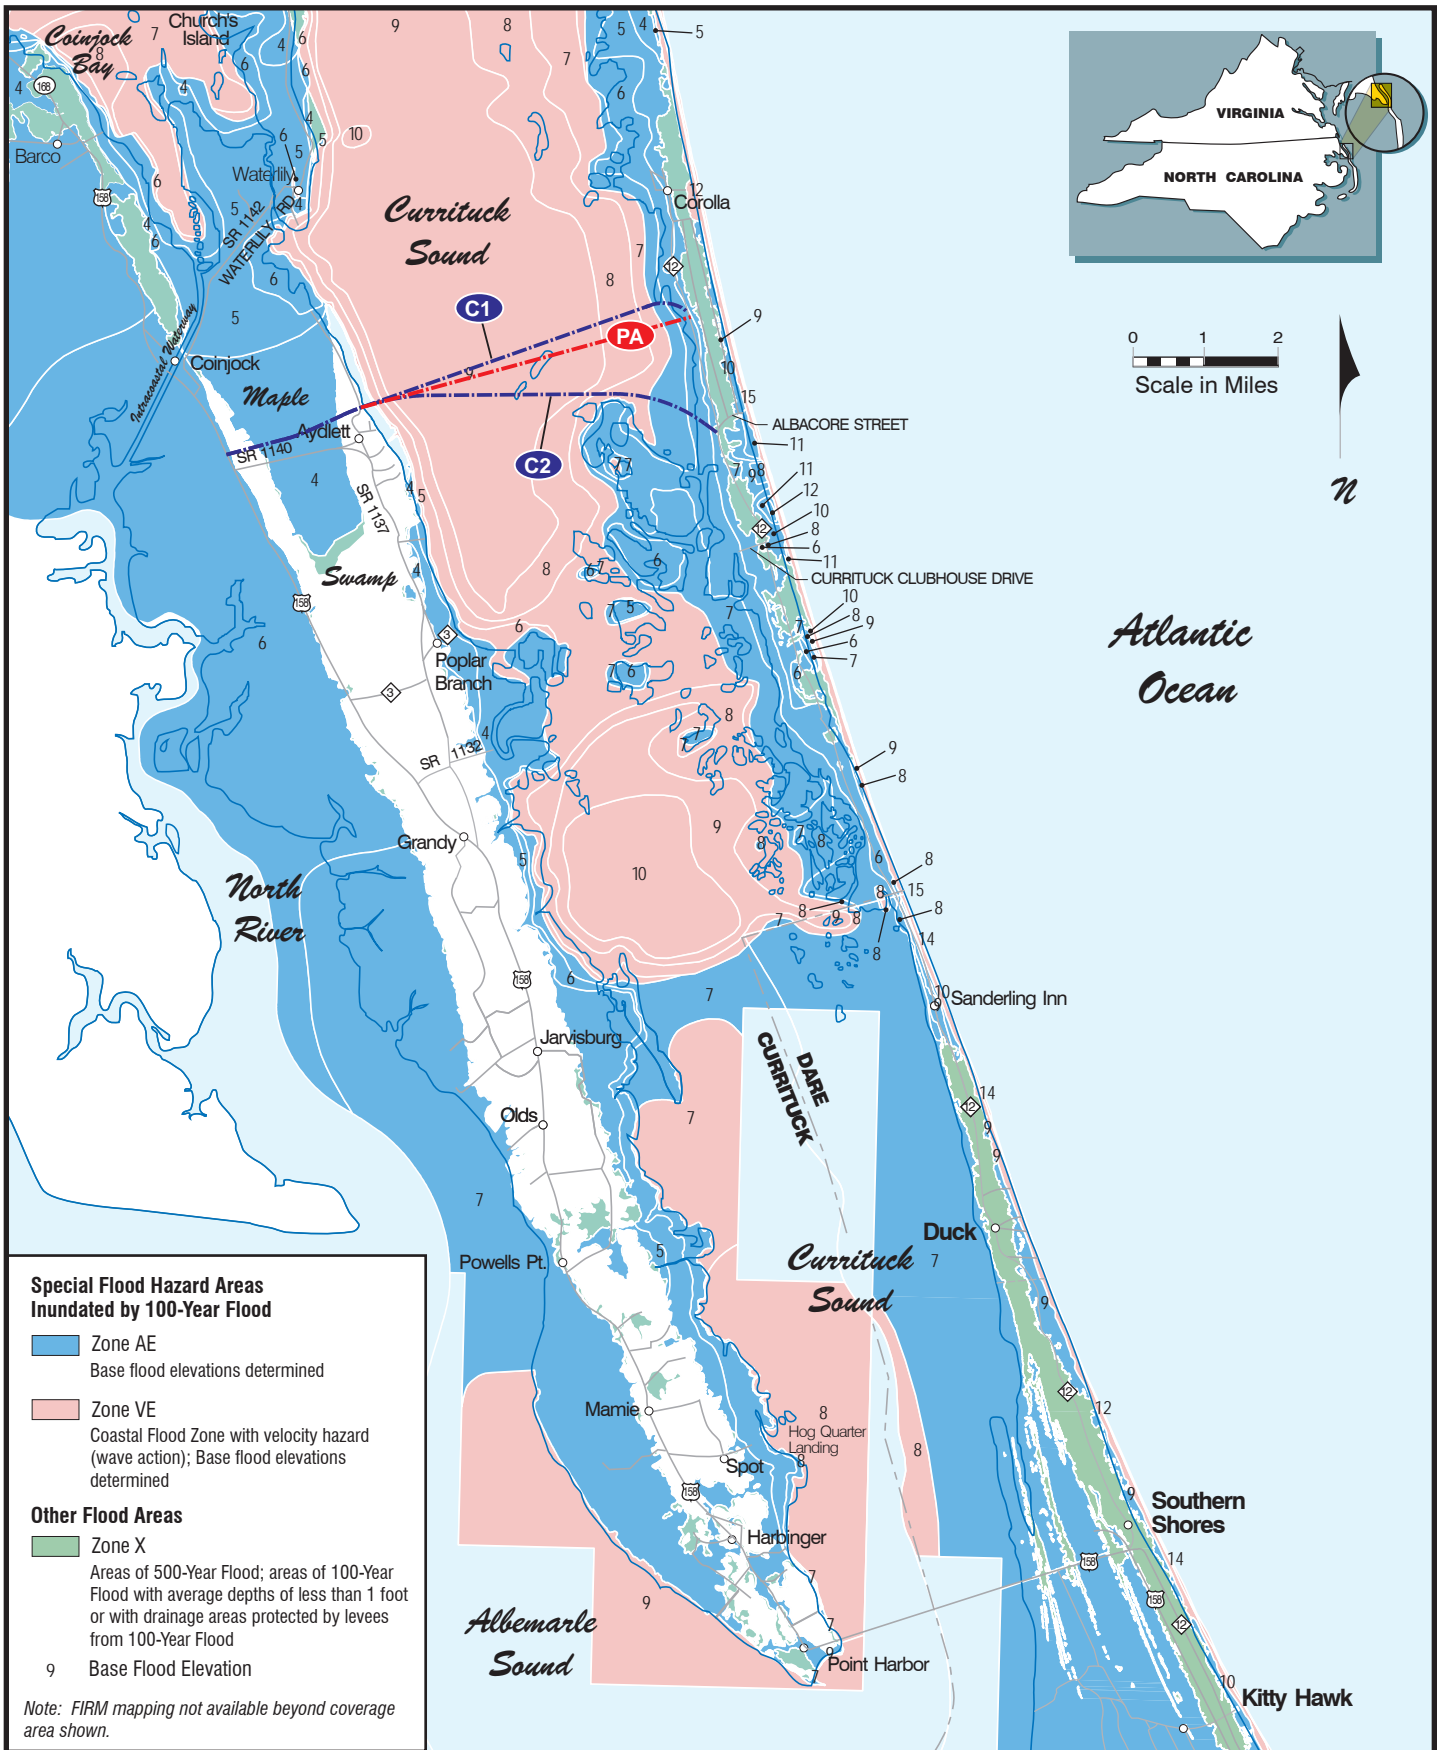 Coinjock
Bay
Church's
Island
Barco
Waterlily
SR 1142
WATERLILY RD
Currituck
Sound
Corolla
VIRGINIA
NORTH CAROLINA
0 1 2
Scale in Miles
N
C1
PA
C2
Intracoastal Waterway
Coinjock
Maple
Aydlett
SR 1140
SR 1137
ALBACORE STREET
CURRITUCK CLUBHOUSE DRIVE
Swamp
Atlantic
Ocean
Poplar
Branch
SR 1132
Grandy
North
River
Sanderling Inn
Jarvisburg
DARE
CURRITUCK
Olds
Duck
Powells Pt.
Currituck
Sound
Mamie
Hog Quarter
Landing
Spot
Harbinger
Southern
Shores
Albemarle
Sound
Point Harbor
Kitty Hawk
168
158
12
3
Special Flood Hazard Areas
Inundated by 100-Year Flood
Zone AE
Base flood elevations determined
Zone VE
Coastal Flood Zone with velocity hazard
(wave action); Base flood elevations
determined
Other Flood Areas
Zone X
Areas of 500-Year Flood; areas of 100-Year
Flood with average depths of less than 1 foot
or with drainage areas protected by levees
from 100-Year Flood
9 Base Flood Elevation
Note: FIRM mapping not available beyond coverage
area shown.